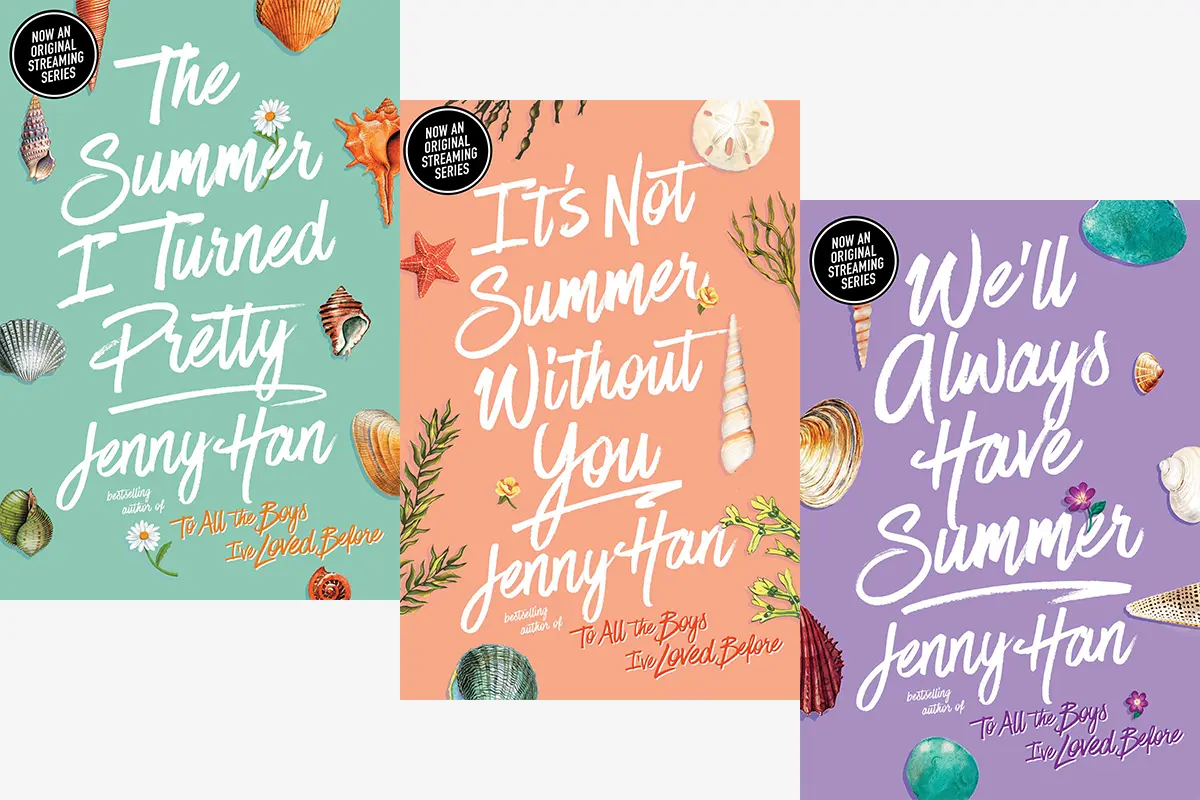 NOW AN
ORIGINAL
STREAMING
SERIES
The
Summer
I Turned
Pretty
Jenny Han
bestselling
author of
To All the Boys
I've Loved Before
NOW AN
ORIGINAL
STREAMING
SERIES
It's Not
Summer
Without
You
Jenny Han
bestselling
author of
To All the Boys
I've Loved Before
NOW AN
ORIGINAL
STREAMING
SERIES
We'll
Always
Have
Summer
Jenny Han
bestselling
author of
To All the Boys
I've Loved Before